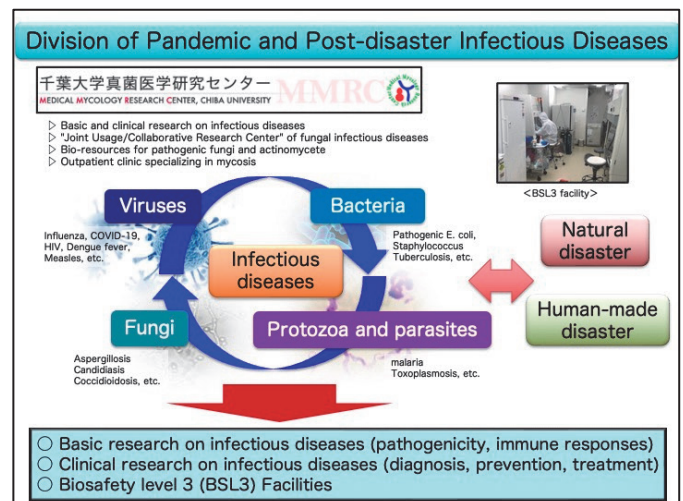 Division of Pandemic and Post-disaster Infectious Diseases
千葉大学真菌医学研究センター
MEDICAL MYCOLOGY RESEARCH CENTER, CHIBA UNIVERSITY
MMRC
▷ Basic and clinical research on infectious diseases
▷ "Joint Usage/Collaborative Research Center" of fungal infectious diseases
▷ Bio-resources for pathogenic fungi and actinomycete
▷ Outpatient clinic specializing in mycosis
<BSL3 facility>
Viruses
Influenza, COVID-19,
HIV, Dengue fever,
Measles, etc.
Bacteria
Pathogenic E. coli,
Staphylococcus
Tuberculosis, etc.
Infectious
diseases
Natural
disaster
Human-made
disaster
Fungi
Aspergillosis
Candidiasis
Coccidioidosis, etc.
Protozoa and parasites
malaria
Toxoplasmosis, etc.
○ Basic research on infectious diseases (pathogenicity, immune responses)
○ Clinical research on infectious diseases (diagnosis, prevention, treatment)
○ Biosafety level 3 (BSL3) Facilities